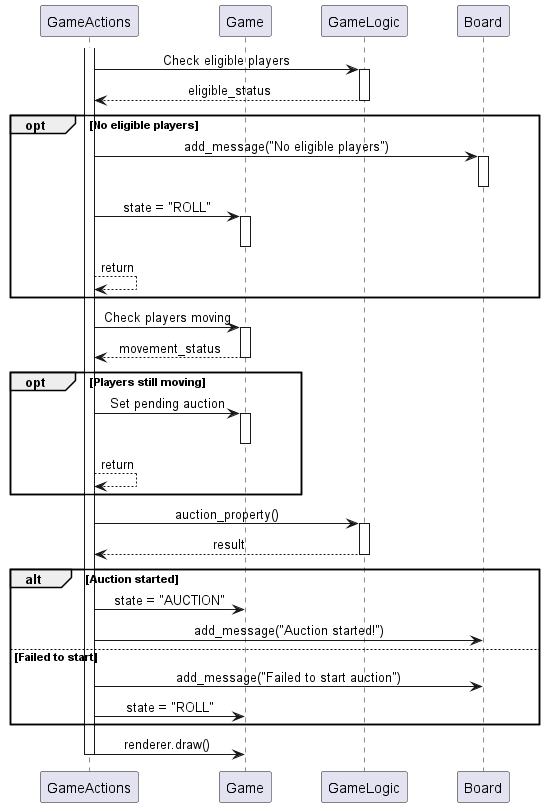 GameActions Game GameLogic Board
Check eligible players
eligible_status
opt [No eligible players]
add_message("No eligible players")
state = "ROLL"
return
Check players moving
movement_status
opt [Players still moving]
Set pending auction
return
auction_property()
result
alt [Auction started]
state = "AUCTION"
add_message("Auction started!")
[Failed to start]
add_message("Failed to start auction")
state = "ROLL"
renderer.draw()
GameActions Game GameLogic Board